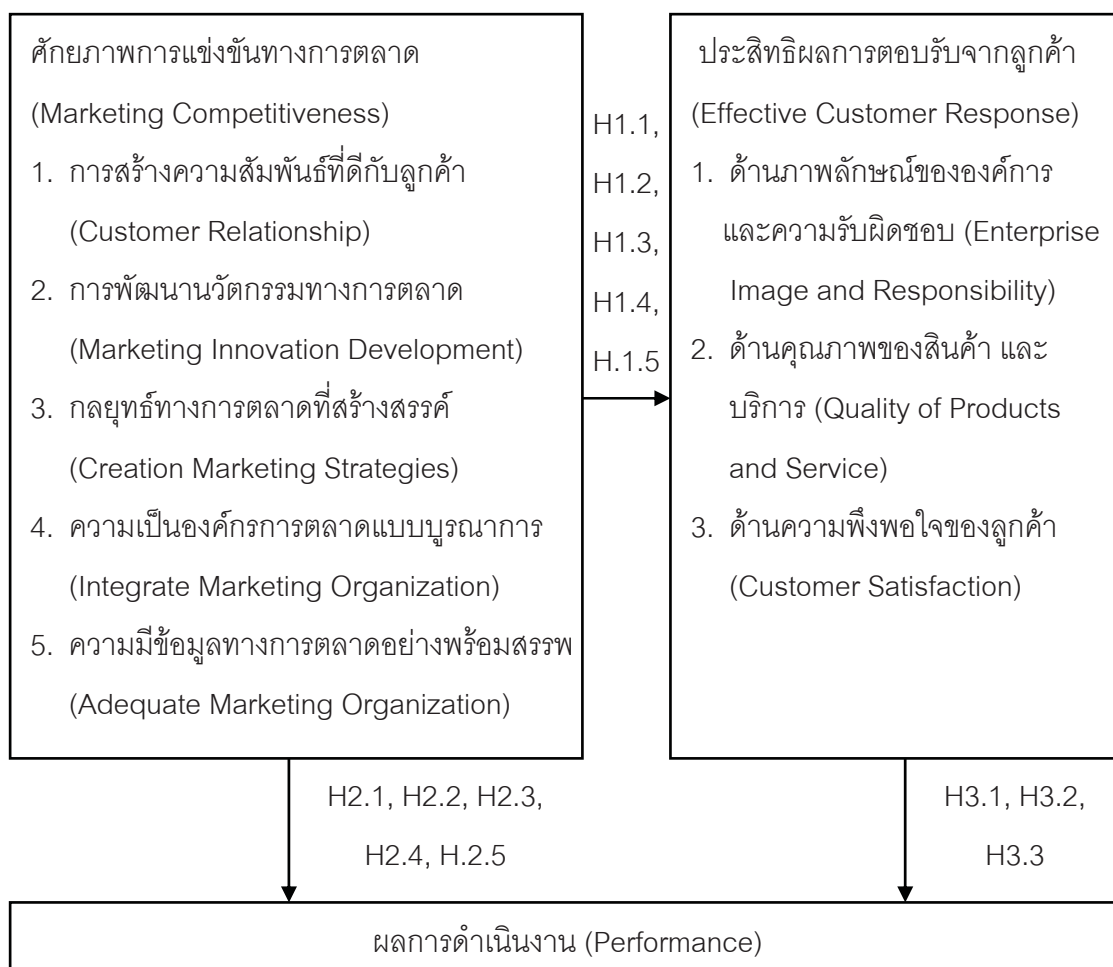 ศักยภาพการแข่งขันทางการตลาด
(Marketing Competitiveness)
1. การสร้างความสัมพันธ์ที่ดีกับลูกค้า
(Customer Relationship)
2. การพัฒนานวัตกรรมทางการตลาด
(Marketing Innovation Development)
3. กลยุทธ์ทางการตลาดที่สร้างสรรค์
(Creation Marketing Strategies)
4. ความเป็นองค์กรการตลาดแบบบูรณาการ
(Integrate Marketing Organization)
5. ความมีข้อมูลทางการตลาดอย่างพร้อมสรรพ
(Adequate Marketing Organization)
H1.1,
H1.2,
H1.3,
H1.4,
H.1.5
ประสิทธิผลการตอบรับจากลูกค้า
(Effective Customer Response)
1. ด้านภาพลักษณ์ขององค์การ
และความรับผิดชอบ (Enterprise
Image and Responsibility)
2. ด้านคุณภาพของสินค้า และ
บริการ (Quality of Products
and Service)
3. ด้านความพึงพอใจของลูกค้า
(Customer Satisfaction)
H2.1, H2.2, H2.3,
H2.4, H.2.5
H3.1, H3.2,
H3.3
ผลการดำเนินงาน (Performance)